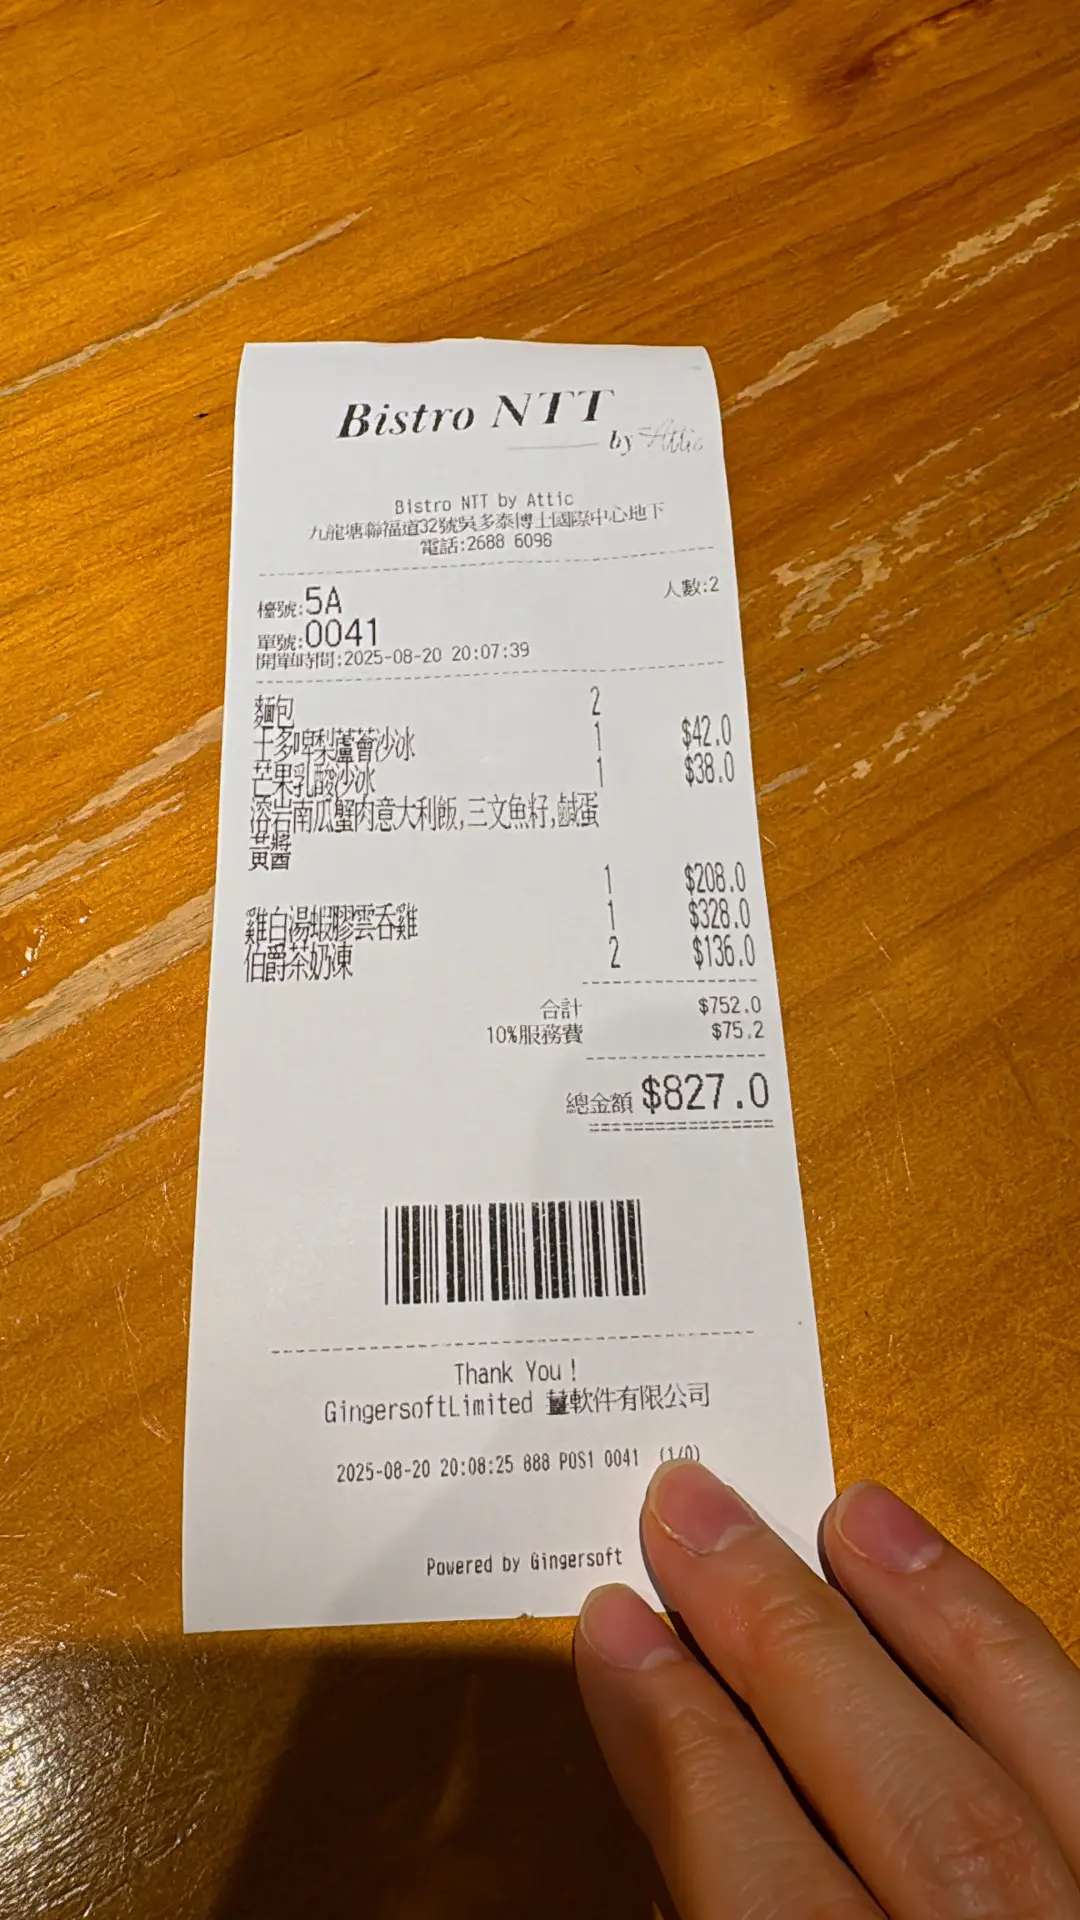 Bistro NTT
by Attic
Bistro NTT by Attic
九龍塘聯福道32號吳多泰博士國際中心地下
電話:2688 6098
檯號:5A 人數:2
單號:0041
開單時間:2025-08-20 20:07:39
麵包 2
士多啤梨蘆薈沙冰 1 $42.0
芒果乳酸沙冰 1 $38.0
溶岩南瓜蟹肉意大利飯,三文魚籽,鹹蛋
黃醬
1 $208.0
雞白湯蝦膠雲吞雞 1 $328.0
伯爵茶奶凍 2 $136.0
合計 $752.0
10%服務費 $75.2
總金額 $827.0
Thank You !
GingersoftLimited 薑軟件有限公司
2025-08-20 20:08:25 888 POS1 0041 (1/0)
Powered by Gingersoft